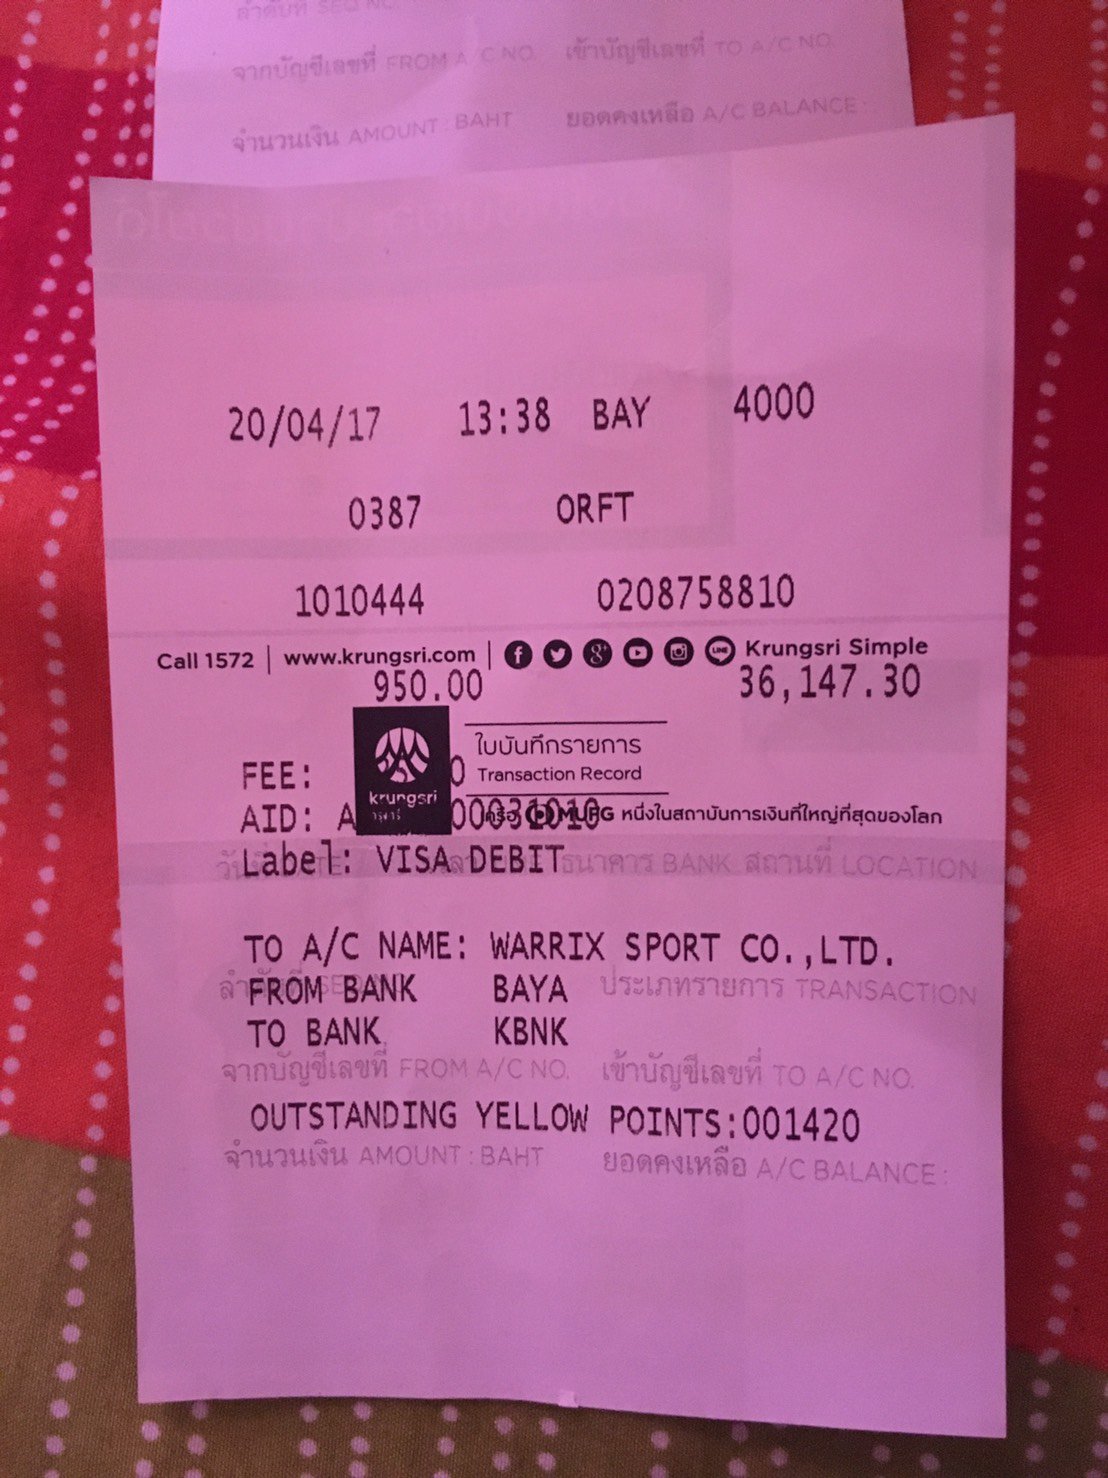 ลำดับที่ SEQ NO.
จากบัญชีเลขที่ FROM A/C NO. เข้าบัญชีเลขที่ TO A/C NO.
จำนวนเงิน AMOUNT : BAHT ยอดคงเหลือ A/C BALANCE :
20/04/17 13:38 BAY 4000
0387 ORFT
1010444 0208758810
Call 1572 | www.krungsri.com | Krungsri Simple
950.00 36,147.30
ใบบันทึกรายการ
FEE: 0 Transaction Record
krungsri
กรุงศรี
AID: A 00031010 เครือ MUFG หนึ่งในสถาบันการเงินที่ใหญ่ที่สุดของโลก
Label: VISA DEBIT
ธนาคาร BANK สถานที่ LOCATION
TO A/C NAME: WARRIX SPORT CO.,LTD.
FROM BANK BAYA
ประเภทรายการ TRANSACTION
TO BANK KBNK
จากบัญชีเลขที่ FROM A/C NO. เข้าบัญชีเลขที่ TO A/C NO.
OUTSTANDING YELLOW POINTS:001420
จำนวนเงิน AMOUNT : BAHT ยอดคงเหลือ A/C BALANCE :